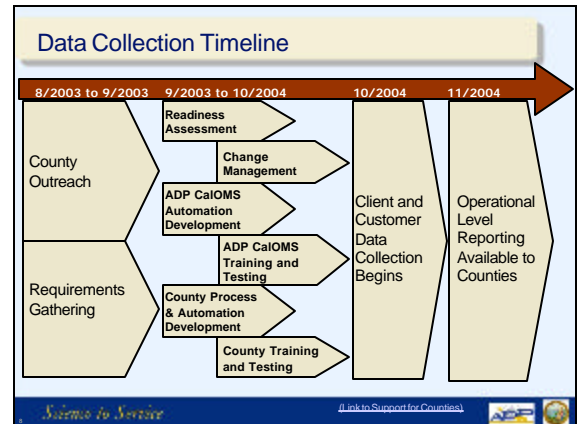 Data Collection Timeline
8/2003 to 9/2003 9/2003 to 10/2004 10/2004 11/2004
County
Outreach
Requirements
Gathering
Readiness
Assessment
Change
Management
ADP CalOMS
Automation
Development
ADP CalOMS
Training and
Testing
County Process
& Automation
Development
County Training
and Testing
Client and
Customer
Data
Collection
Begins
Operational
Level
Reporting
Available to
Counties
Science to Service
(Link to Support for Counties)
ADP